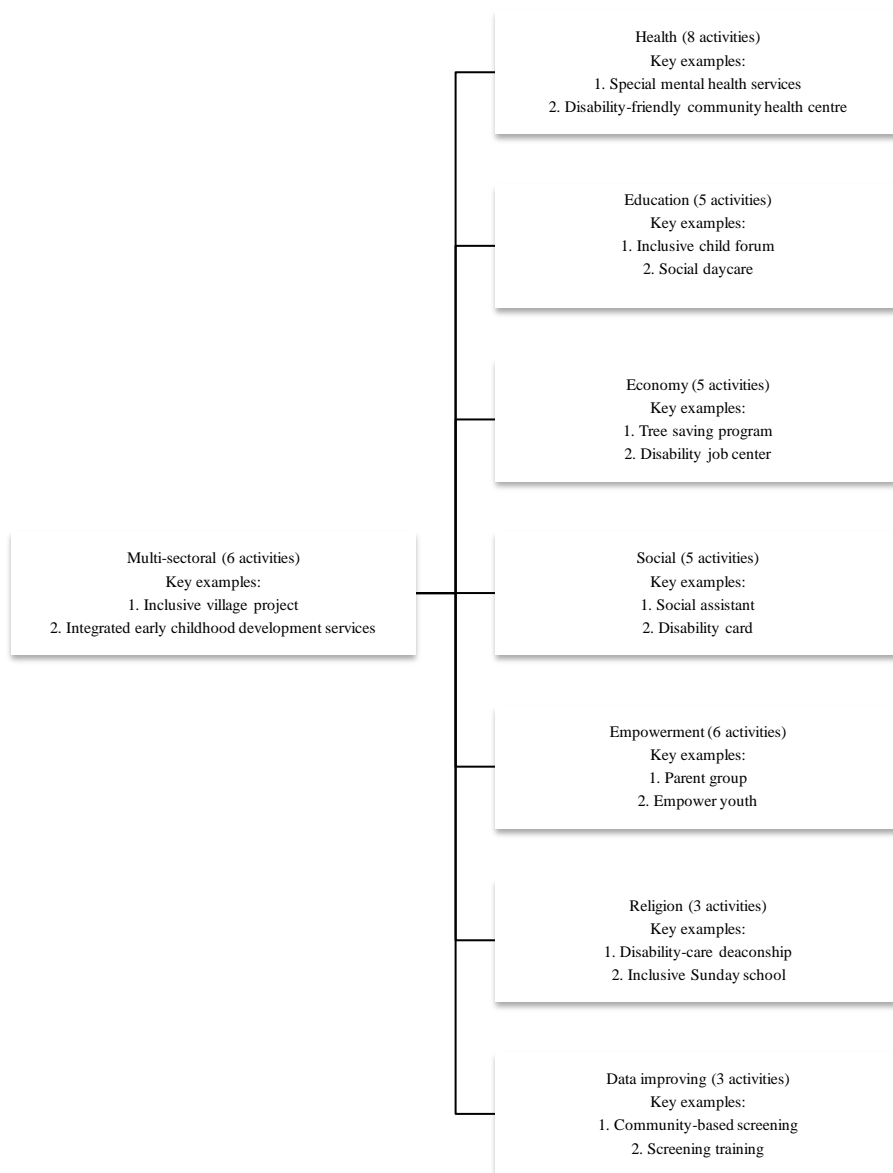 Health (8 activities)
Key examples:
1. Special mental health services
2. Disability-friendly community health centre
Education (5 activities)
Key examples:
1. Inclusive child forum
2. Social daycare
Economy (5 activities)
Key examples:
1. Tree saving program
2. Disability job center
Multi-sectoral (6 activities)
Key examples:
1. Inclusive village project
2. Integrated early childhood development services
Social (5 activities)
Key examples:
1. Social assistant
2. Disability card
Empowerment (6 activities)
Key examples:
1. Parent group
2. Empower youth
Religion (3 activities)
Key examples:
1. Disability-care deaconship
2. Inclusive Sunday school
Data improving (3 activities)
Key examples:
1. Community-based screening
2. Screening training